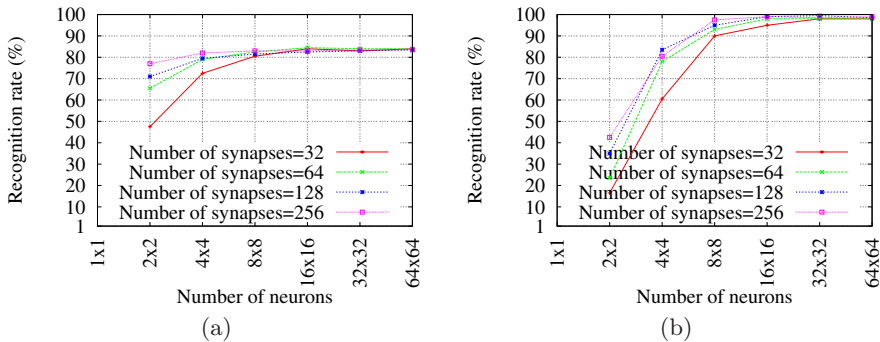 Recognition rate (%)
100
90
80
70
60
50
40
30
20
10
1
Number of synapses=32
Number of synapses=64
Number of synapses=128
Number of synapses=256
1x1
2x2
4x4
8x8
16x16
32x32
64x64
Number of neurons
(a)
Recognition rate (%)
100
90
80
70
60
50
40
30
20
10
1
Number of synapses=32
Number of synapses=64
Number of synapses=128
Number of synapses=256
1x1
2x2
4x4
8x8
16x16
32x32
64x64
Number of neurons
(b)